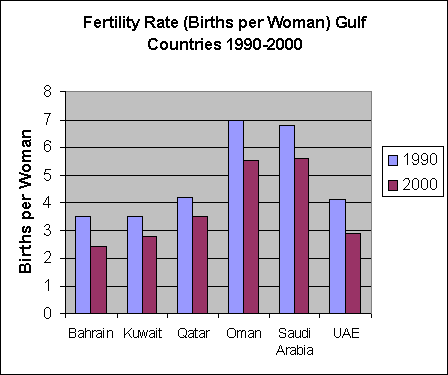 Fertility Rate (Births per Woman) Gulf
Countries 1990-2000
Births per Woman
8
7
6
5
4
3
2
1
0
Bahrain Kuwait Qatar Oman Saudi Arabia UAE
1990
2000